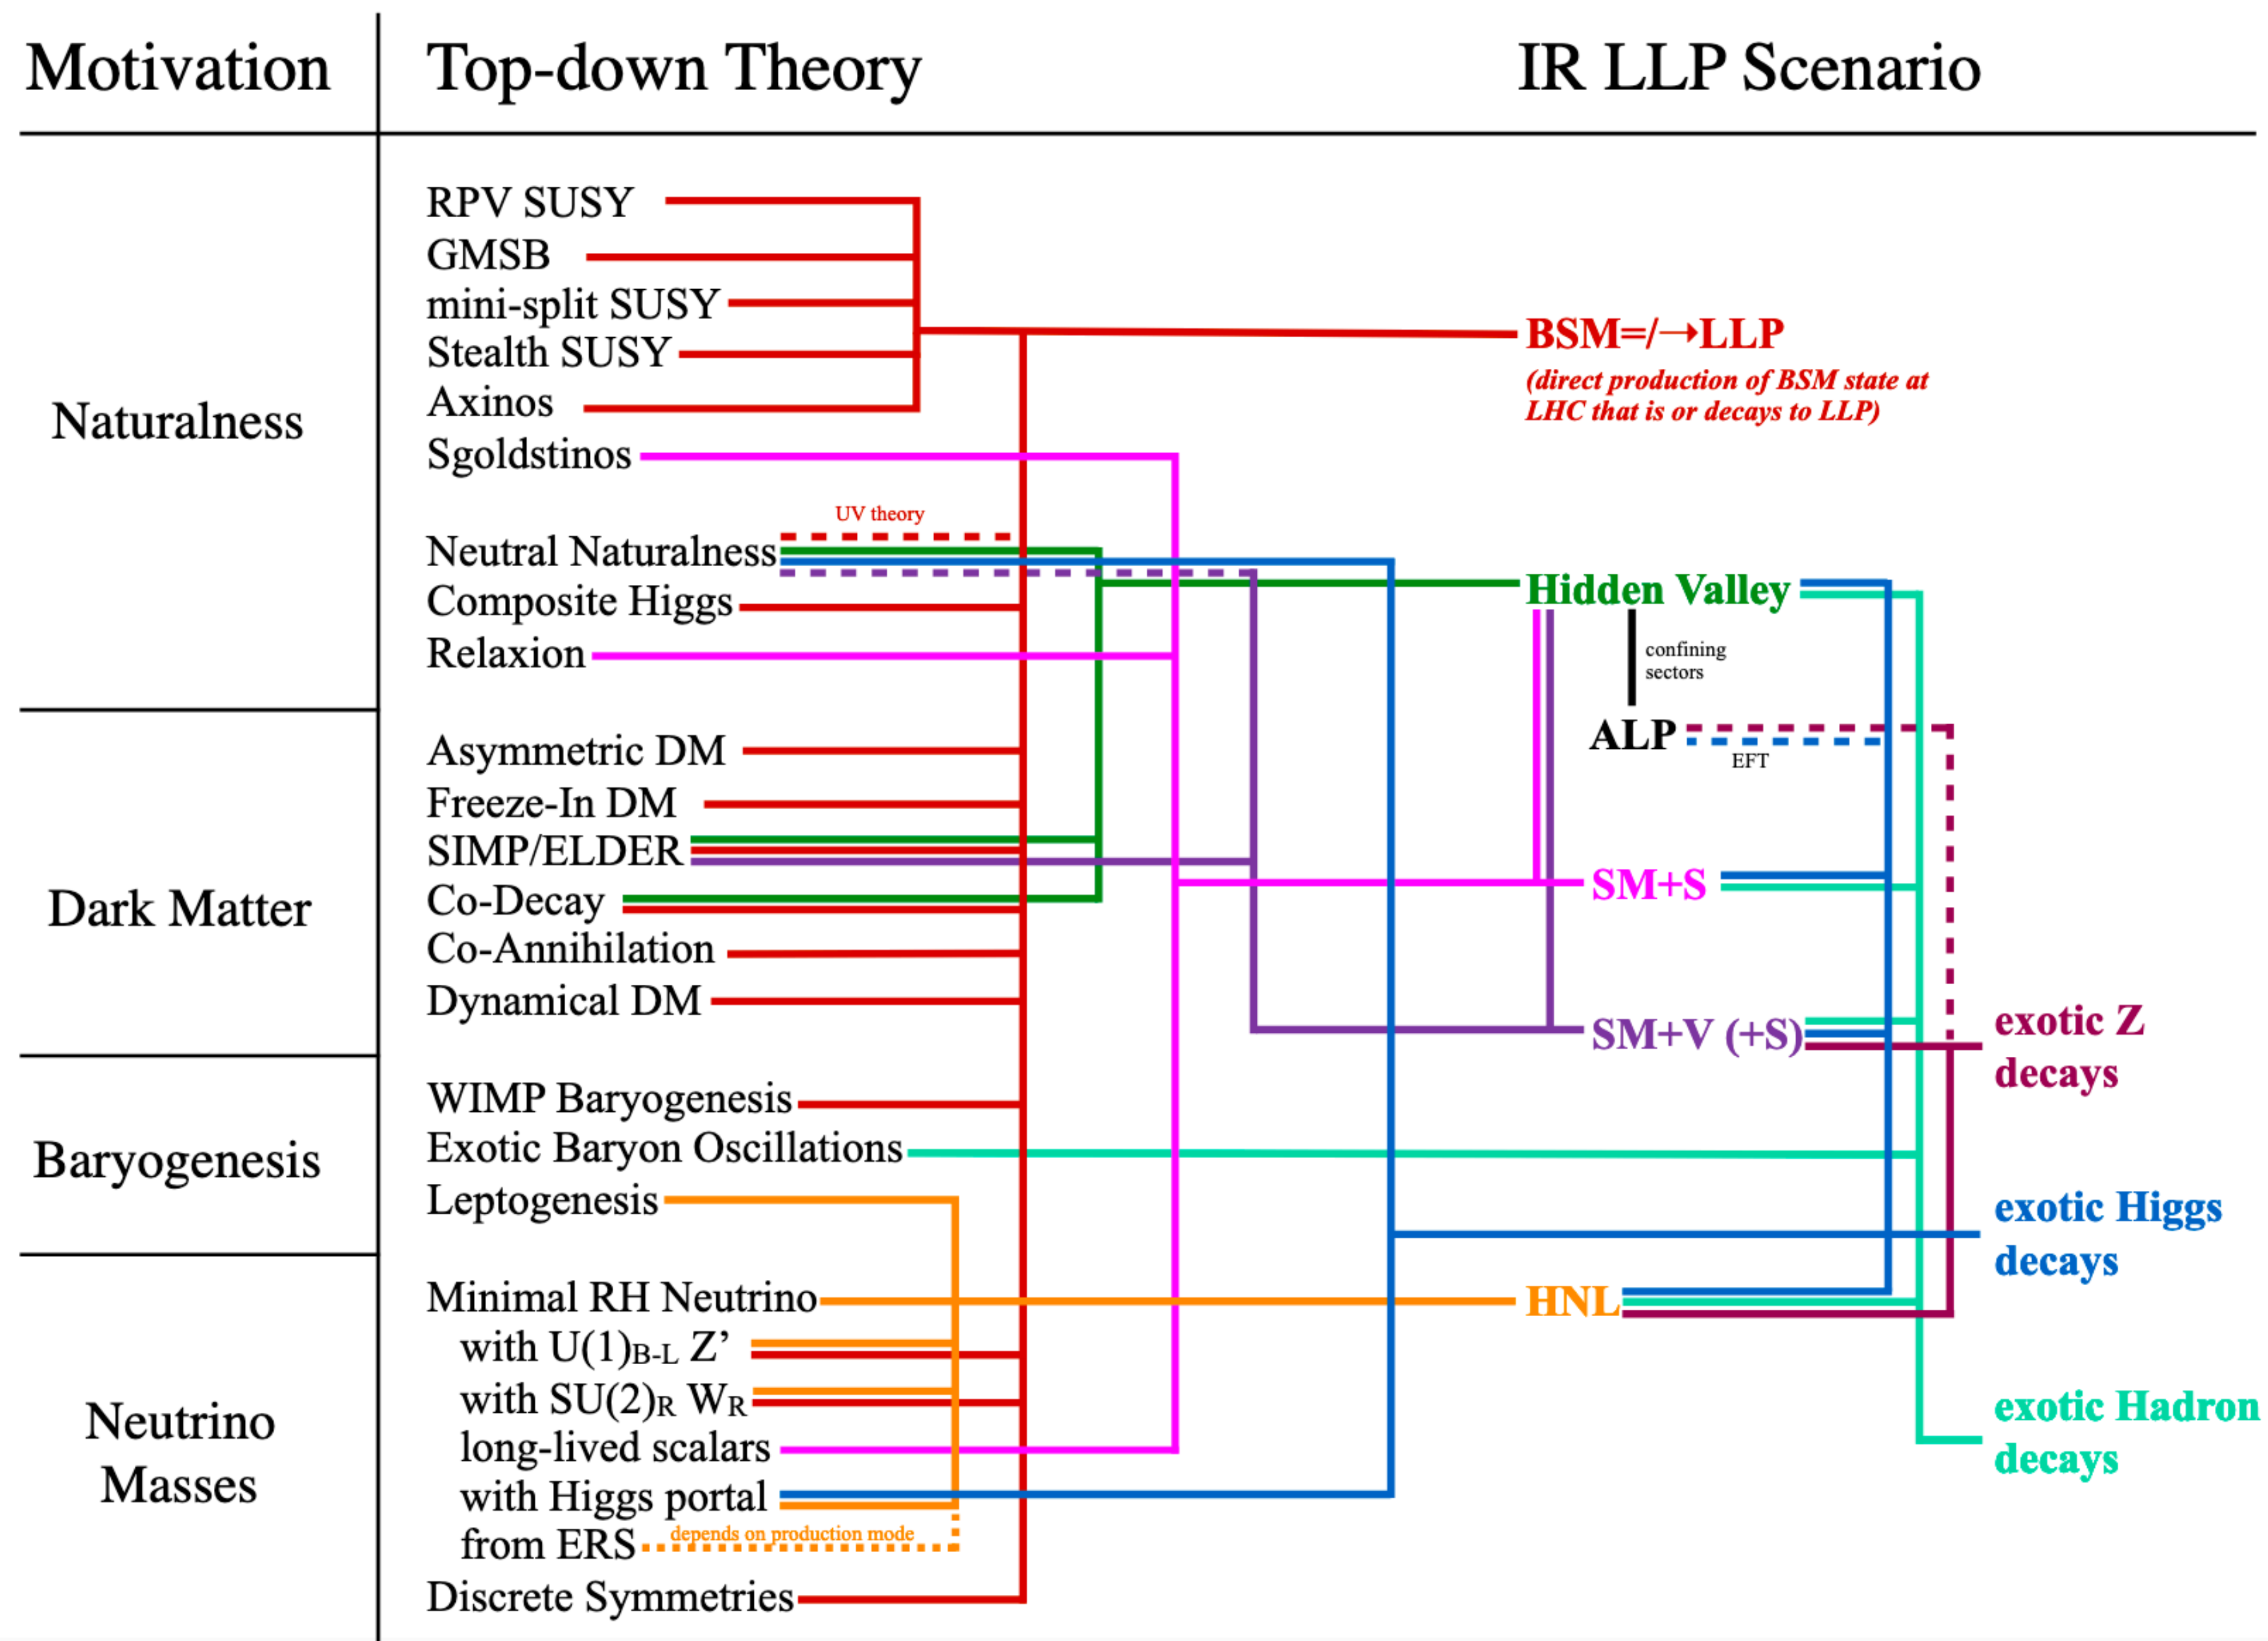 Motivation
Top-down Theory
IR LLP Scenario
Naturalness
RPV SUSY
GMSB
mini-split SUSY
Stealth SUSY
Axinos
Sgoldstinos
UV theory
Neutral Naturalness
Composite Higgs
Relaxion
Dark Matter
Asymmetric DM
Freeze-In DM
SIMP/ELDER
Co-Decay
Co-Annihilation
Dynamical DM
Baryogenesis
WIMP Baryogenesis
Exotic Baryon Oscillations
Leptogenesis
Neutrino
Masses
Minimal RH Neutrino
with U(1)B-L Z’
with SU(2)R WR
long-lived scalars
with Higgs portal
from ERS
depends on production mode
Discrete Symmetries
BSM=/→LLP
(direct production of BSM state at
LHC that is or decays to LLP)
Hidden Valley
confining
sectors
ALP
EFT
SM+S
SM+V (+S)
HNL
exotic Z
decays
exotic Higgs
decays
exotic Hadron
decays